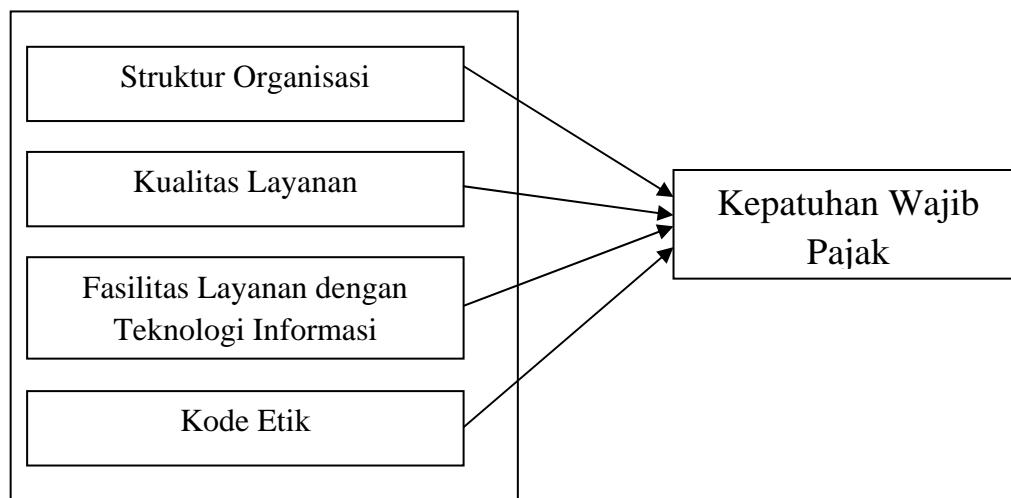 Struktur Organisasi
Kualitas Layanan
Fasilitas Layanan dengan
Teknologi Informasi
Kode Etik
Kepatuhan Wajib
Pajak